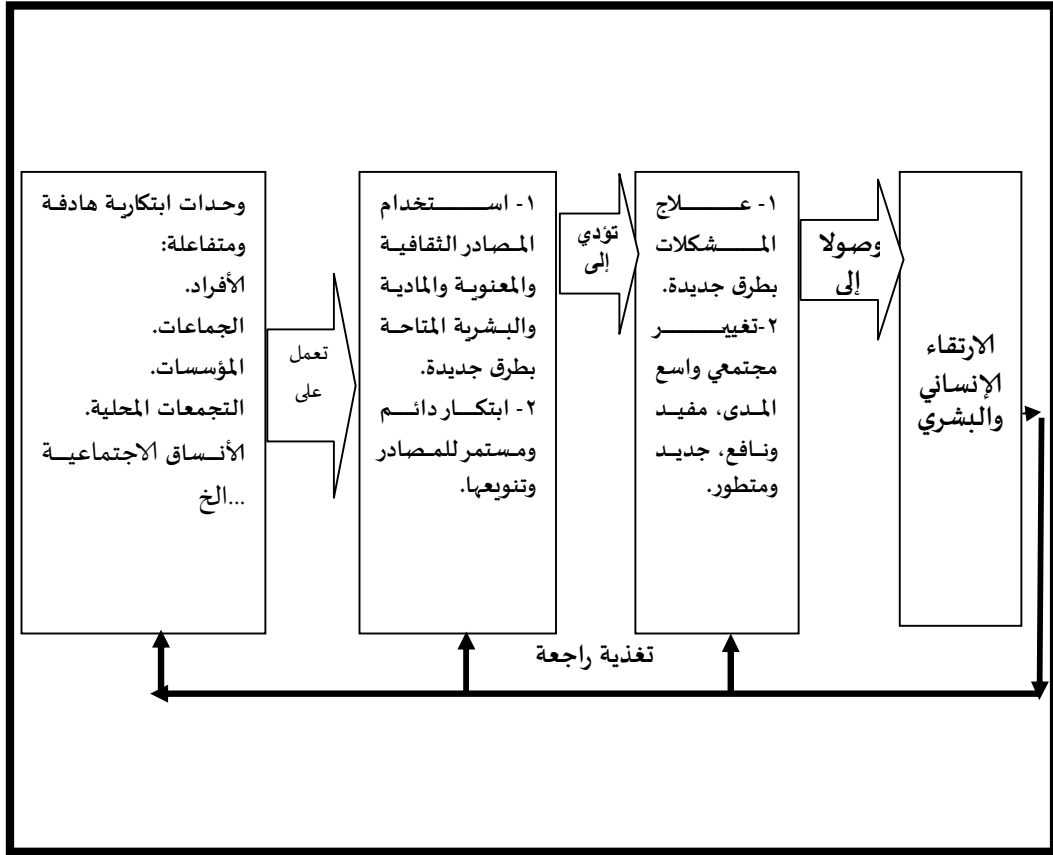 وحدات ابتكارية هادفة
ومتفاعلة:
الأفراد.
الجماعات.
المؤسسات.
التجمعات المحلية.
الأنساق الاجتماعية
...الخ
تعمل
على
١- استخدام
المصادر الثقافية
والمعنوية والمادية
والبشرية المتاحة
بطرق جديدة.
٢- ابتكار دائم
ومستمر للمصادر
وتنويعها.
تؤدي
إلى
١- علاج
المشكلات
بطرق جديدة.
٢-تغيير
مجتمعي واسع
المدى، مفيد
ونافع، جديد
ومتطور.
وصولا
إلى
الارتقاء
الإنساني
والبشري
تغذية راجعة